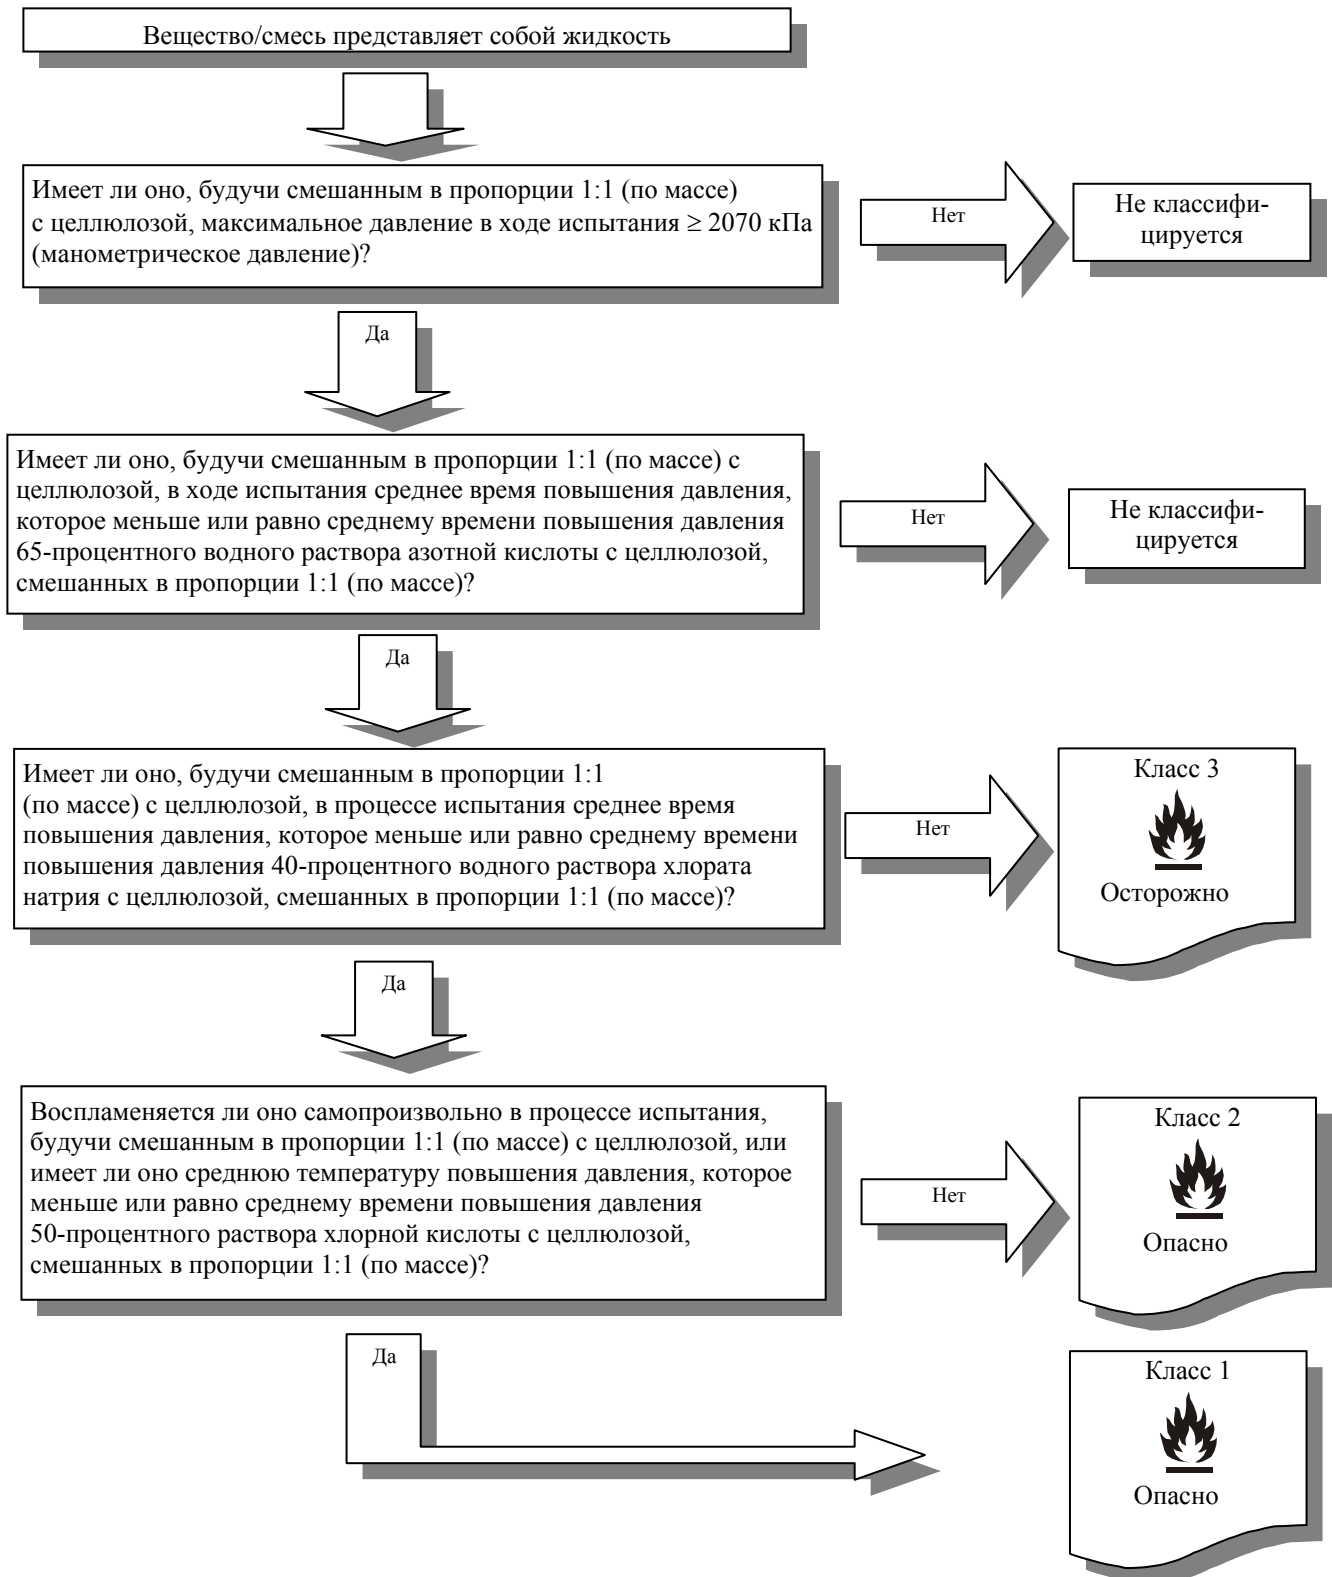 Вещество/смесь представляет собой жидкость
Имеет ли оно, будучи смешанным в пропорции 1:1 (по массе)
с целлюлозой, максимальное давление в ходе испытания ≥ 2070 кПа
(манометрическое давление)?
Нет
Не классифи-
цируется
Да
Имеет ли оно, будучи смешанным в пропорции 1:1 (по массе) с
целлюлозой, в ходе испытания среднее время повышения давления,
которое меньше или равно среднему времени повышения давления
65-процентного водного раствора азотной кислоты с целлюлозой,
смешанных в пропорции 1:1 (по массе)?
Нет
Не классифи-
цируется
Да
Имеет ли оно, будучи смешанным в пропорции 1:1
(по массе) с целлюлозой, в процессе испытания среднее время
повышения давления, которое меньше или равно среднему времени
повышения давления 40-процентного водного раствора хлората
натрия с целлюлозой, смешанных в пропорции 1:1 (по массе)?
Нет
Класс 3
Осторожно
Да
Воспламеняется ли оно самопроизвольно в процессе испытания,
будучи смешанным в пропорции 1:1 (по массе) с целлюлозой, или
имеет ли оно среднюю температуру повышения давления, которое
меньше или равно среднему времени повышения давления
50-процентного раствора хлорной кислоты с целлюлозой,
смешанных в пропорции 1:1 (по массе)?
Нет
Класс 2
Опасно
Да
Класс 1
Опасно